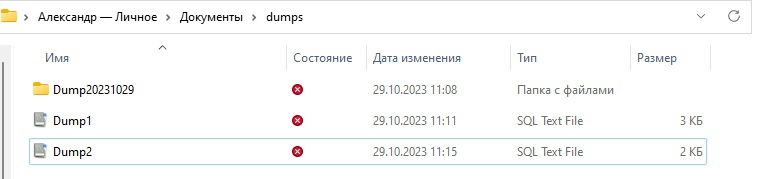 Александр — Личное > Документы > dumps
Имя Состояние Дата изменения Тип Размер
Dump20231029 29.10.2023 11:08 Папка с файлами
Dump1 29.10.2023 11:11 SQL Text File 3 КБ
Dump2 29.10.2023 11:15 SQL Text File 2 КБ